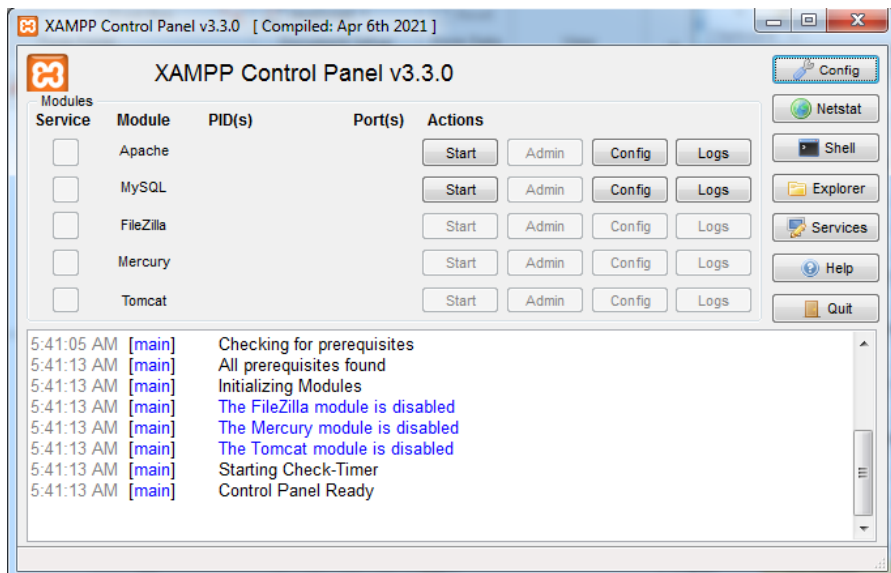 XAMPP Control Panel v3.3.0 [ Compiled: Apr 6th 2021 ]
XAMPP Control Panel v3.3.0
Config
Modules
Service Module PID(s) Port(s) Actions
Netstat
Apache Start Admin Config Logs
Shell
MySQL Start Admin Config Logs
Explorer
FileZilla Start Admin Config Logs
Services
Mercury Start Admin Config Logs
Help
Tomcat Start Admin Config Logs
Quit
5:41:05 AM [main] Checking for prerequisites
5:41:13 AM [main] All prerequisites found
5:41:13 AM [main] Initializing Modules
5:41:13 AM [main] The FileZilla module is disabled
5:41:13 AM [main] The Mercury module is disabled
5:41:13 AM [main] The Tomcat module is disabled
5:41:13 AM [main] Starting Check-Timer
5:41:13 AM [main] Control Panel Ready